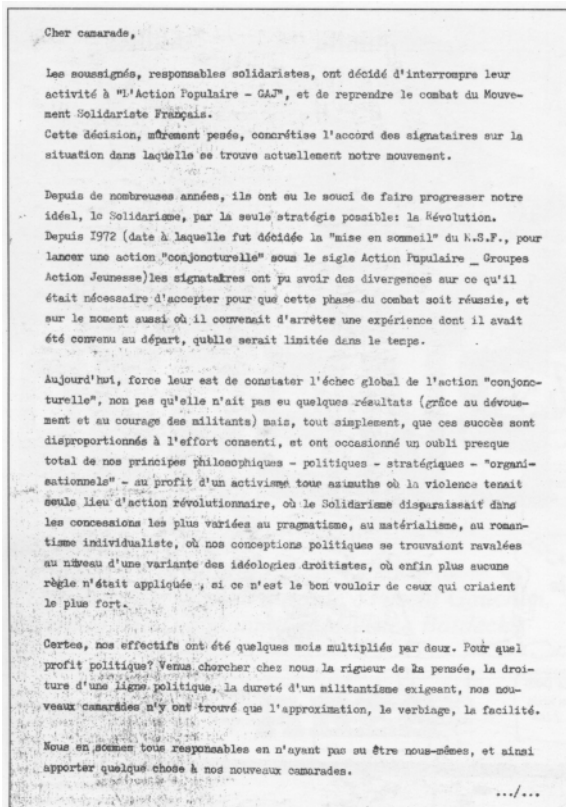 Cher camarade,
Les soussignés, responsables solidaristes, ont décidé d'interrompre leur
activité à "L'Action Populaire - GAJ", et de reprendre le combat du Mouve-
ment Solidariste Français.
Cette décision, mûrement pesée, concrétise l'accord des signataires sur la
situation dans laquelle se trouve actuellement notre mouvement.
Depuis de nombreuses années, ils ont eu le souci de faire progresser notre
idéal, le Solidarisme, par la seule stratégie possible: la Révolution.
Depuis I972 (date à laquelle fut décidée la "mise en sommeil" du M.S.F., pour
lancer une action "conjoncturelle" sous le sigle Action Populaire _ Groupes
Action Jeunesse)les signataires ont pu avoir des divergences sur ce qu'il
était nécessaire d'accepter pour que cette phase du combat soit réussie, et
sur le moment aussi où il convenait d'arrêter une expérience dont il avait
été convenu au départ, qublle serait limitée dans le temps.
Aujourd'hui, force leur est de constater l'échec global de l'action "conjonc-
turelle", non pas qu'elle n'ait pas eu quelques résultats (grâce au dévoue-
ment et au courage des militants) mais, tout simplement, que ces succès sont
disproportionnés à l'effort consenti, et ont occasionné un oubli presque
total de nos principes philosophiques - politiques - stratégiques - "organi-
sationnels" - au profit d'un activisme tous azimuths où la violence tenait
seule lieu d'action révolutionnaire, où le Solidarisme disparaissait dans
les concessions les plus variées au pragmatisme, au matérialisme, au roman-
tisme individualiste, où nos conceptions politiques se trouvaient ravalées
au niveau d'une variante des idéologies droitistes, où enfin plus aucune
règle n'était appliquée , si ce n'est le bon vouloir de ceux qui criaient
le plus fort.
Certes, nos effectifs ont été quelques mois multipliés par deux. Pour quel
profit politique? Venus chercher chez nous la rigueur de la pensée, la droi-
ture d'une ligne politique, la dureté d'un militantisme exigeant, nos nou-
veaux camarades n'y ont trouvé que l'approximation, le verbiage, la facilité.
Nous en sommes tous responsables en n'ayant pas su être nous-mêmes, et ainsi
apporter quelque chose à nos nouveaux camarades.
.../...